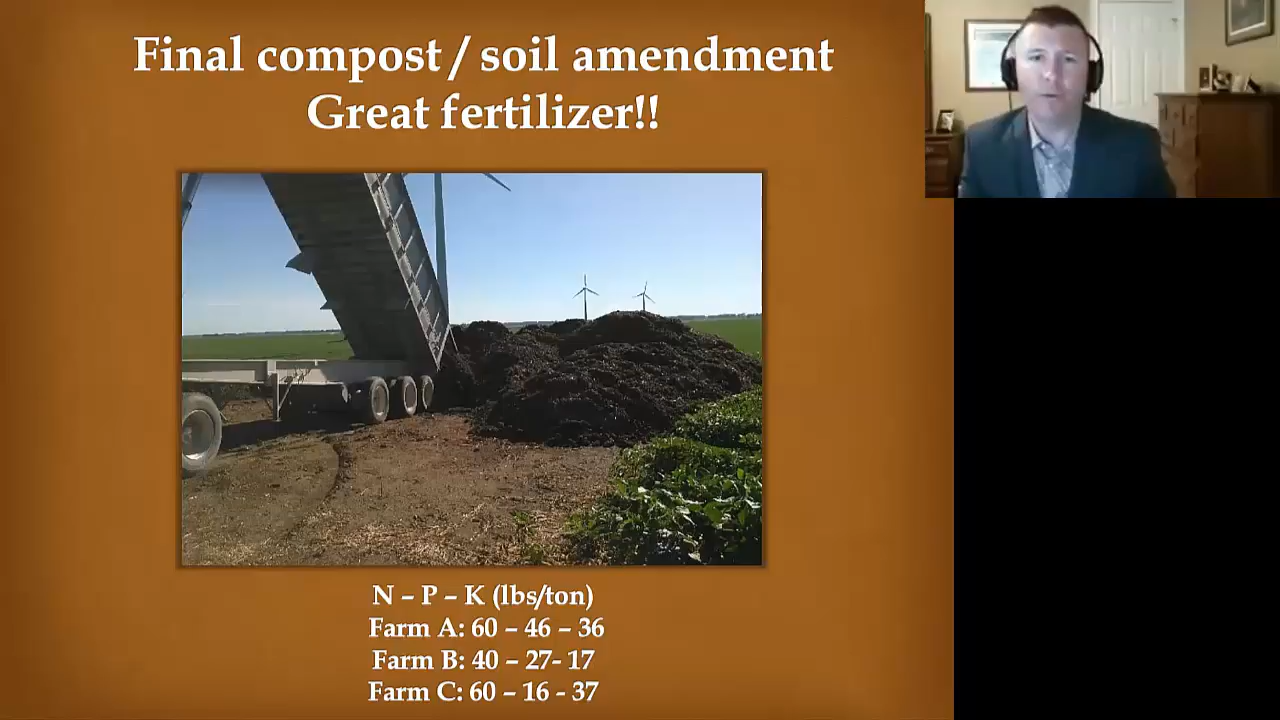 Final compost / soil amendment
Great fertilizer!!
N – P – K (lbs/ton)
Farm A: 60 – 46 – 36
Farm B: 40 – 27- 17
Farm C: 60 – 16 - 37